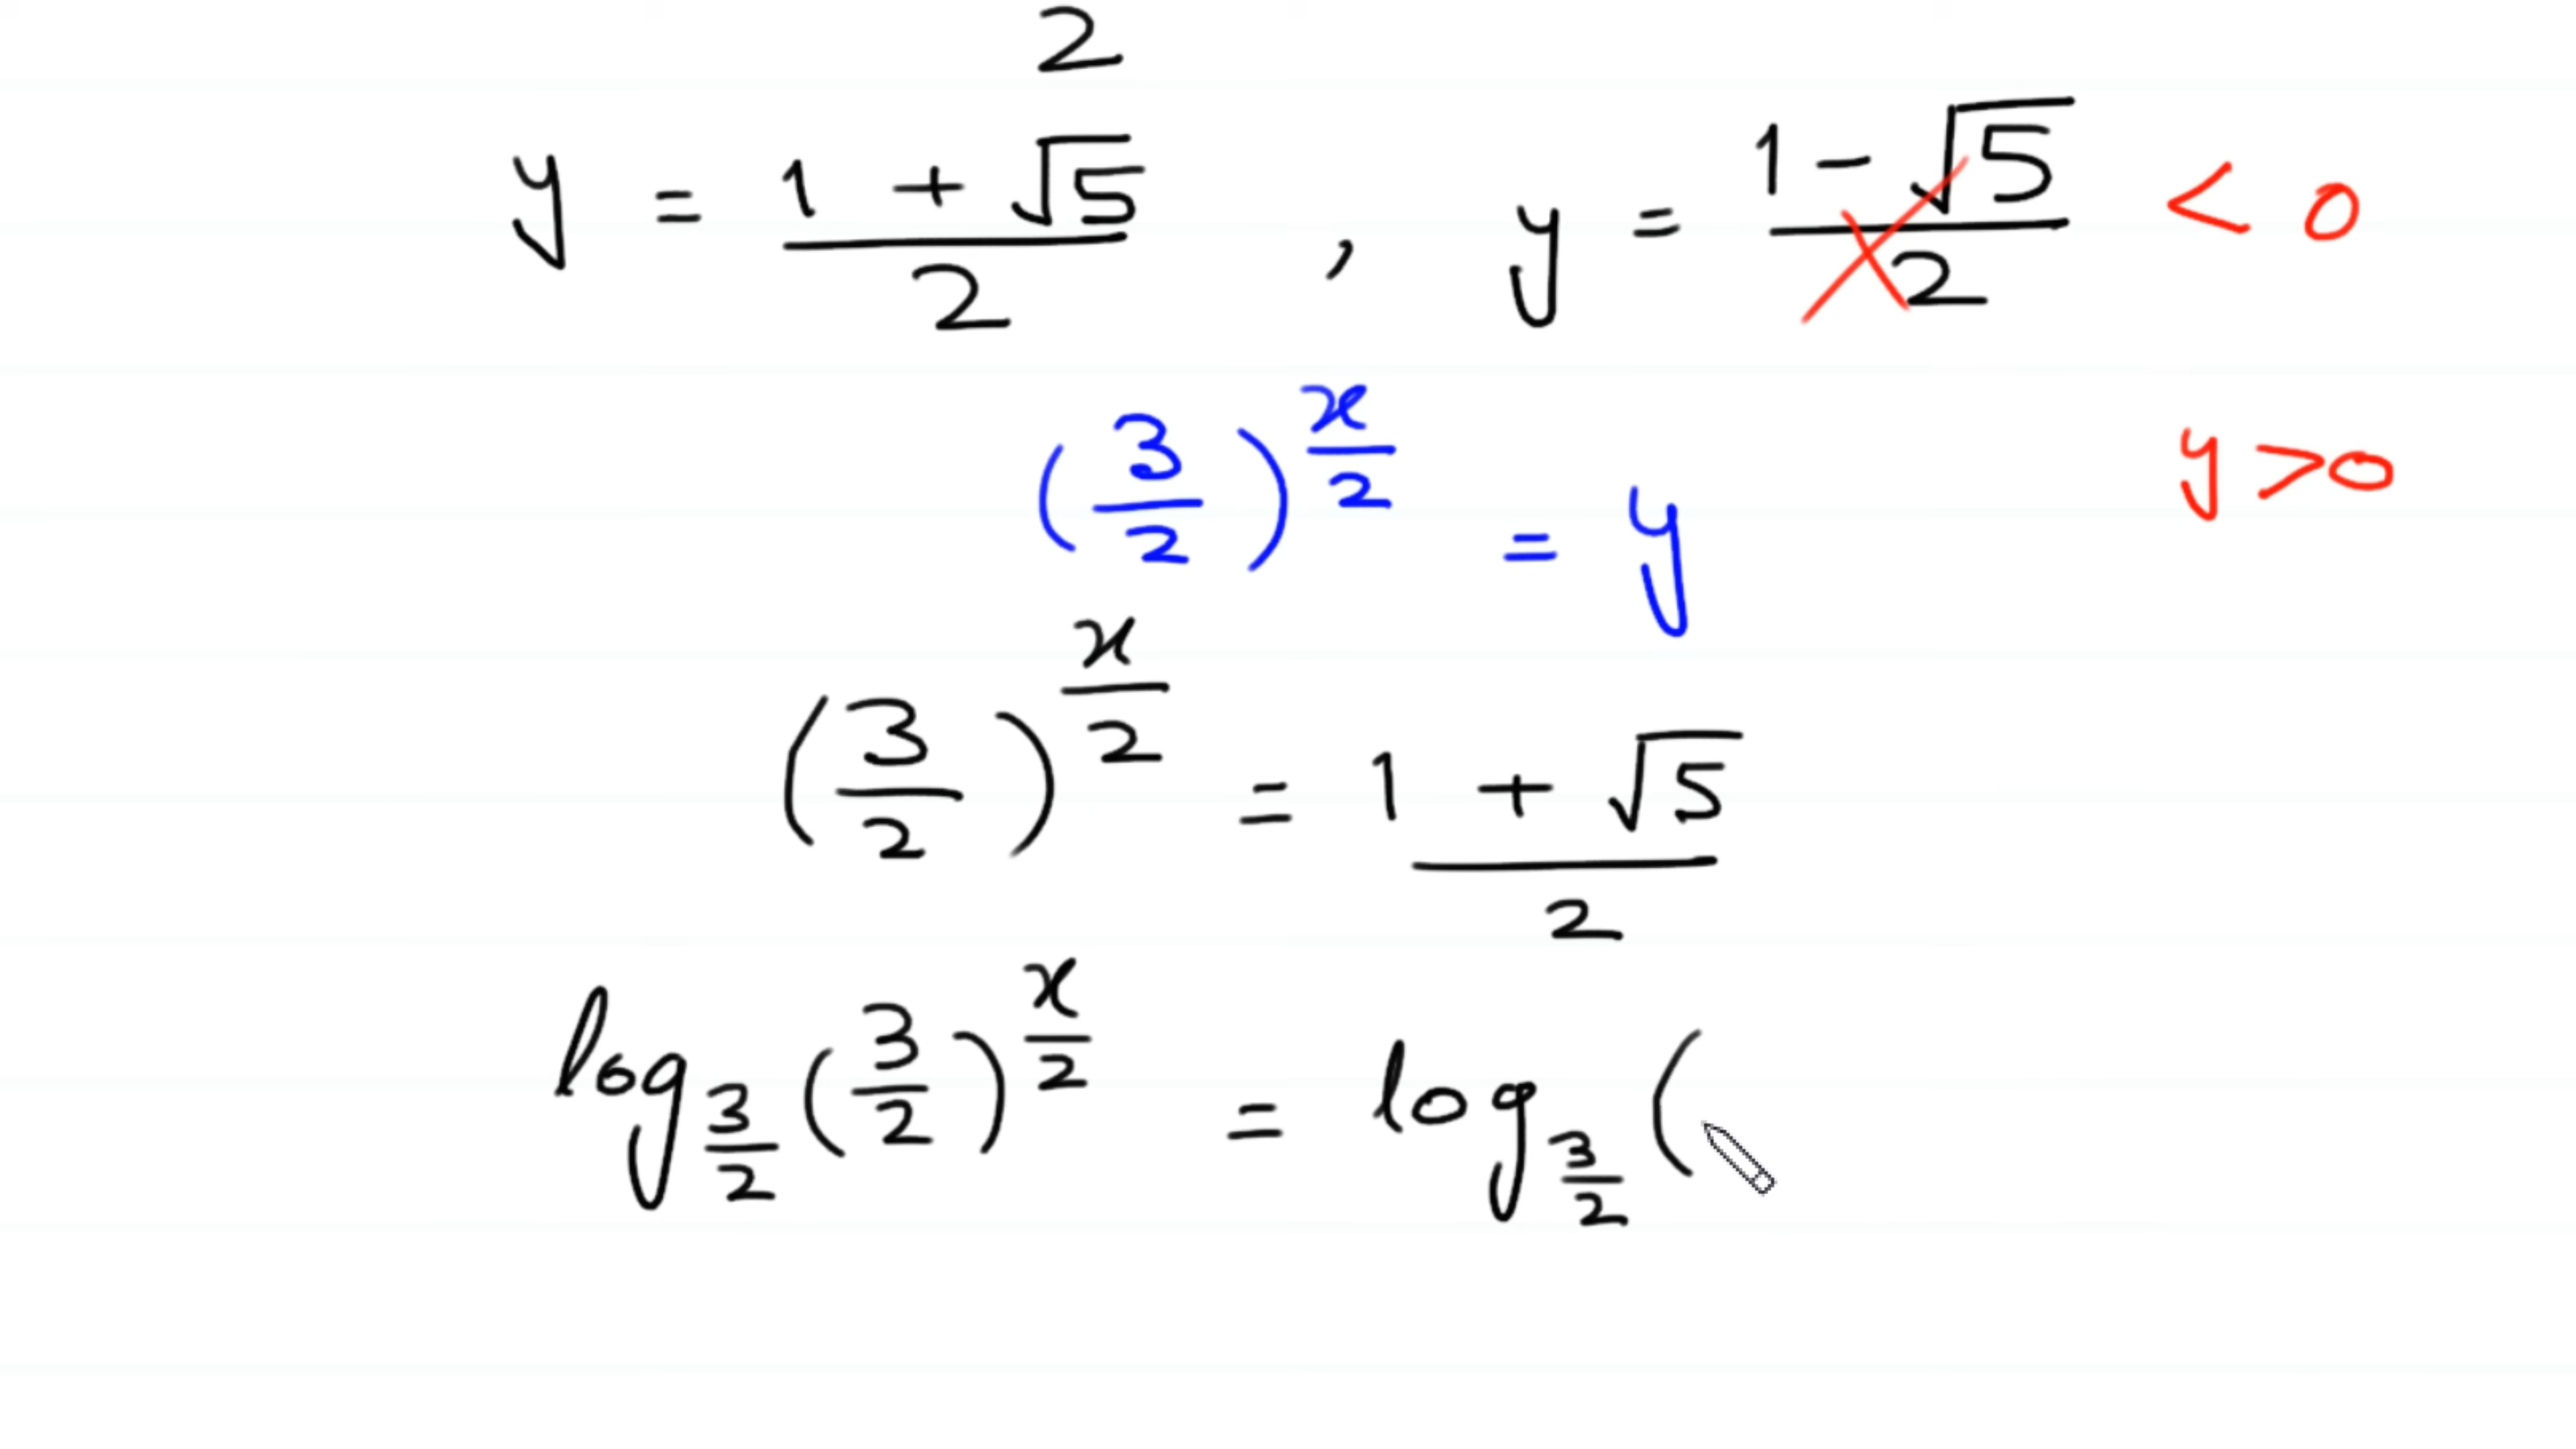 2
y = (1 + √5)/2 , y = (1 - √5)/2 < 0
(3/2)^(x/2) = y y > 0
(3/2)^(x/2) = (1 + √5)/2
log_(3/2) (3/2)^(x/2) = log_(3/2) (